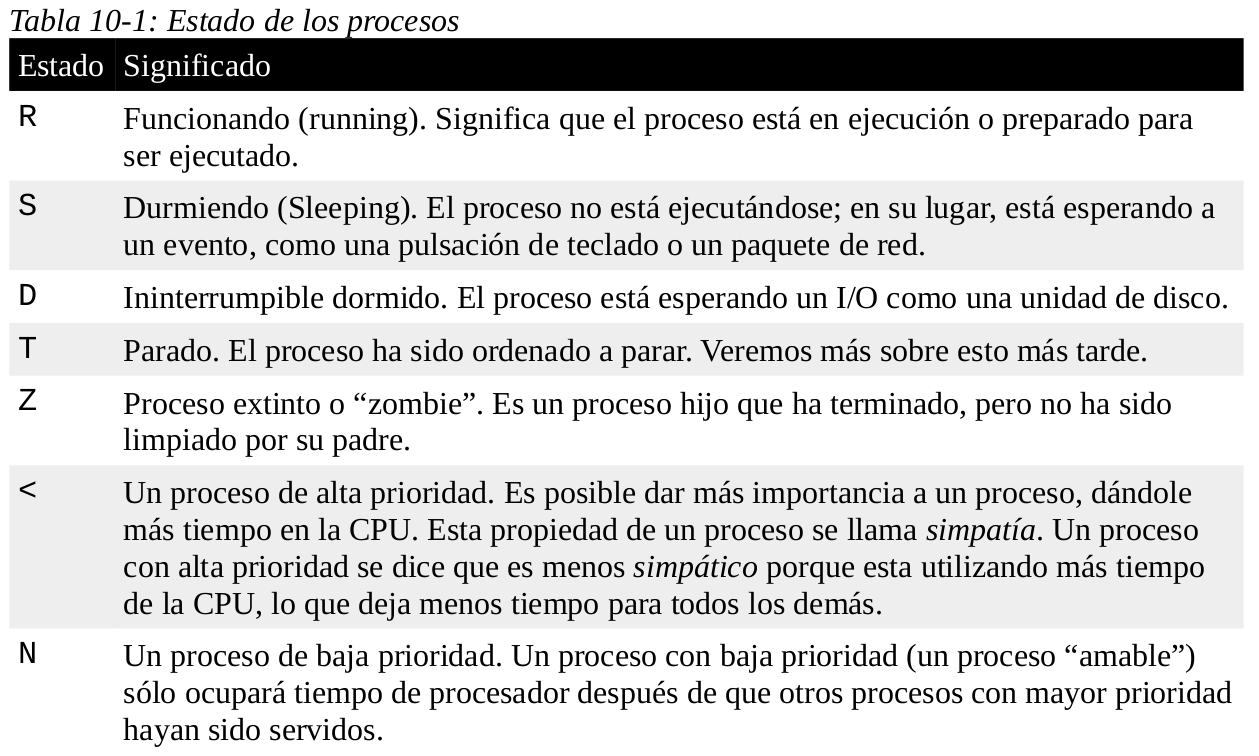 Tabla 10-1: Estado de los procesos
Estado Significado
R Funcionando (running). Significa que el proceso está en ejecución o preparado para
ser ejecutado.
S Durmiendo (Sleeping). El proceso no está ejecutándose; en su lugar, está esperando a
un evento, como una pulsación de teclado o un paquete de red.
D Ininterrumpible dormido. El proceso está esperando un I/O como una unidad de disco.
T Parado. El proceso ha sido ordenado a parar. Veremos más sobre esto más tarde.
Z Proceso extinto o “zombie”. Es un proceso hijo que ha terminado, pero no ha sido
limpiado por su padre.
< Un proceso de alta prioridad. Es posible dar más importancia a un proceso, dándole
más tiempo en la CPU. Esta propiedad de un proceso se llama simpatía. Un proceso
con alta prioridad se dice que es menos simpático porque esta utilizando más tiempo
de la CPU, lo que deja menos tiempo para todos los demás.
N Un proceso de baja prioridad. Un proceso con baja prioridad (un proceso “amable”)
sólo ocupará tiempo de procesador después de que otros procesos con mayor prioridad
hayan sido servidos.